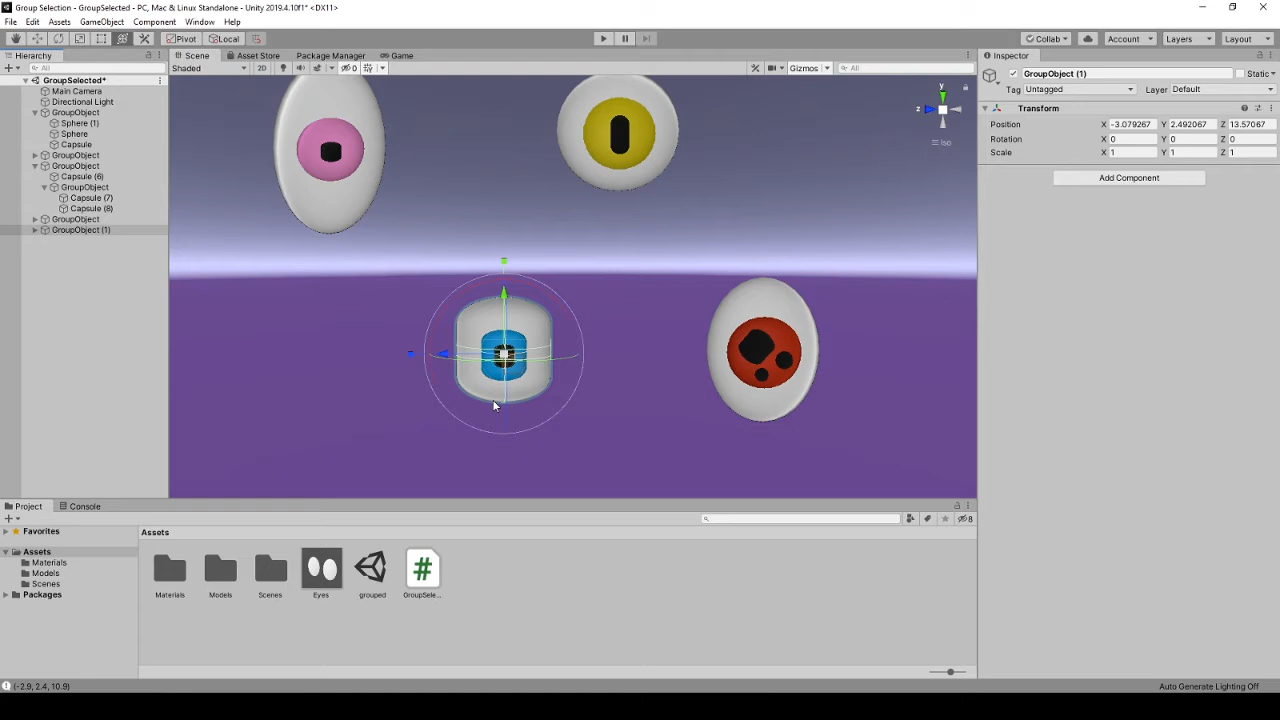 Group Selection - GroupSelected - PC, Mac & Linux Standalone - Unity 2019.4.10f1* <DX11>
File Edit Assets GameObject Component Window Help
Pivot Local Collab Account Layers Layout
Hierarchy
All
GroupSelected*
Main Camera
Directional Light
GroupObject
Sphere (1)
Sphere
Capsule
GroupObject
GroupObject
Capsule (6)
GroupObject
Capsule (7)
Capsule (8)
GroupObject
GroupObject (1)
Scene Asset Store Package Manager Game
Shaded 2D 0 Gizmos All
y
z
Iso
Inspector
GroupObject (1) Static
Tag Untagged Layer Default
Transform
Position X -3.079267 Y 2.492067 Z 13.57067
Rotation X 0 Y 0 Z 0
Scale X 1 Y 1 Z 1
Add Component
Project Console
8
Favorites
Assets
Materials
Models
Scenes
Packages
Assets
Materials Models Scenes Eyes grouped GroupSele...
(-2.9, 2.4, 10.9)
Auto Generate Lighting Off